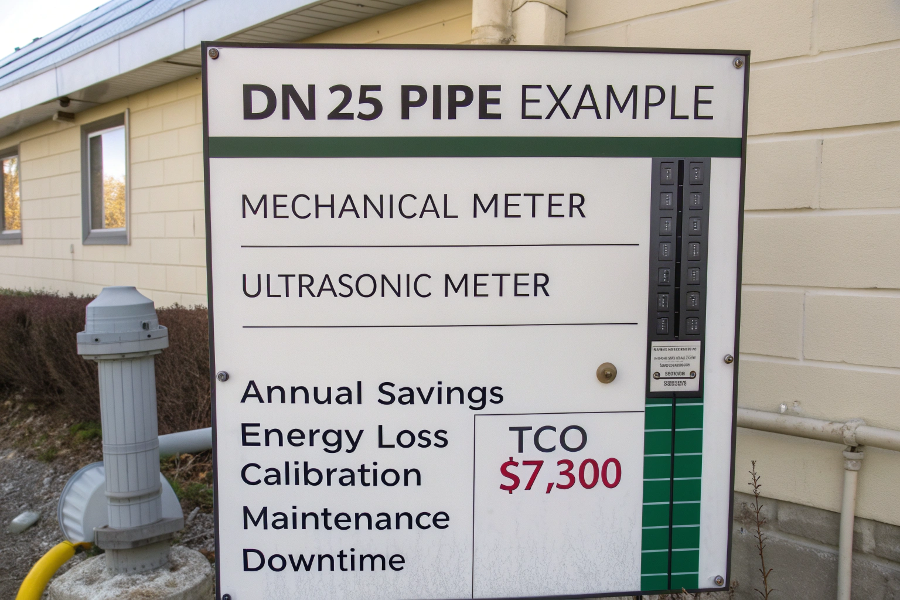 DN 25 PIPE EXAMPLE
MECHANICAL METER
ULTRASONIC METER
Annual Savings
Energy Loss
Calibration
Maintenance
Downtime
TCO
$7,300